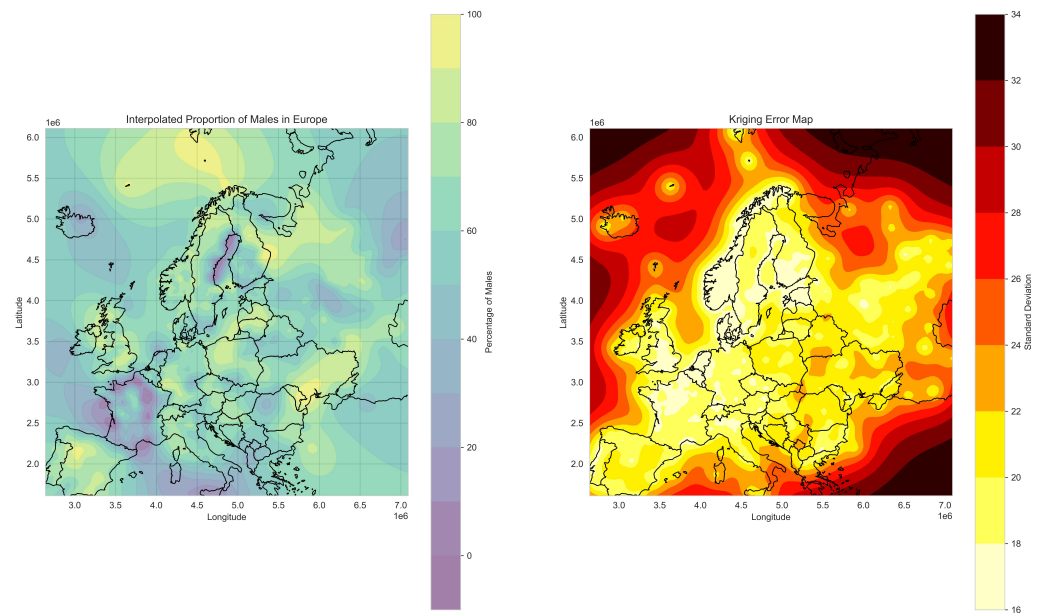 Interpolated Proportion of Males in Europe
1e6
6.0
5.5
5.0
4.5
4.0
3.5
3.0
2.5
2.0
Latitude
3.0 3.5 4.0 4.5 5.0 5.5 6.0 6.5 7.0
1e6
Longitude
100
80
60
40
20
0
Percentage of Males
Kriging Error Map
1e6
6.0
5.5
5.0
4.5
4.0
3.5
3.0
2.5
2.0
Latitude
3.0 3.5 4.0 4.5 5.0 5.5 6.0 6.5 7.0
1e6
Longitude
34
32
30
28
26
24
22
20
18
16
Standard Deviation